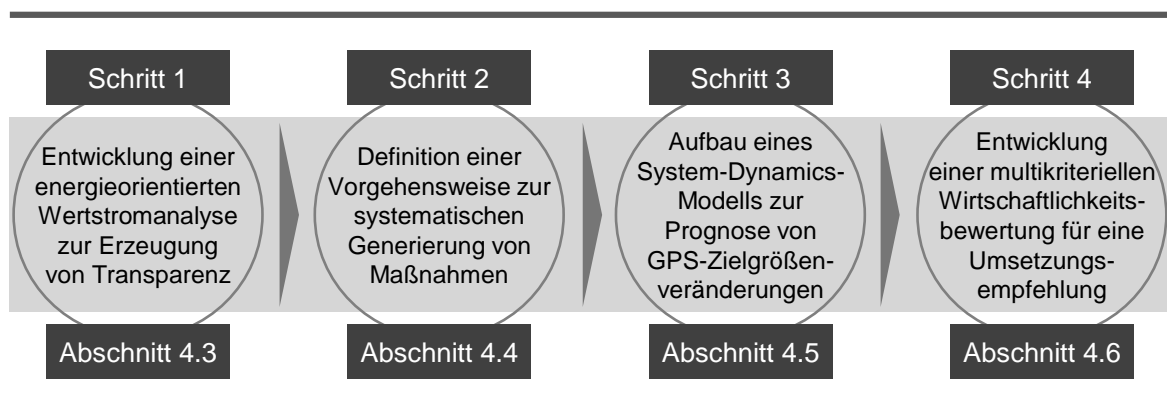 Schritt 1
Entwicklung einer
energieorientierten
Wertstromanalyse
zur Erzeugung
von Transparenz
Abschnitt 4.3
Schritt 2
Definition einer
Vorgehensweise zur
systematischen
Generierung von
Maßnahmen
Abschnitt 4.4
Schritt 3
Aufbau eines
System-Dynamics-
Modells zur
Prognose von
GPS-Zielgrößen-
veränderungen
Abschnitt 4.5
Schritt 4
Entwicklung
einer multikriteriellen
Wirtschaftlichkeits-
bewertung für eine
Umsetzungs-
empfehlung
Abschnitt 4.6